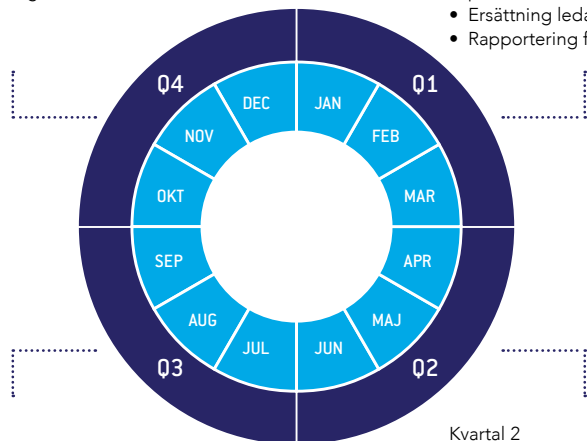 • Ersättning
• Rapportering
Q4
Q1
DEC
JAN
NOV
FEB
OKT
MAR
SEP
APR
AUG
MAJ
JUL
JUN
Q3
Q2
Kvartal 2